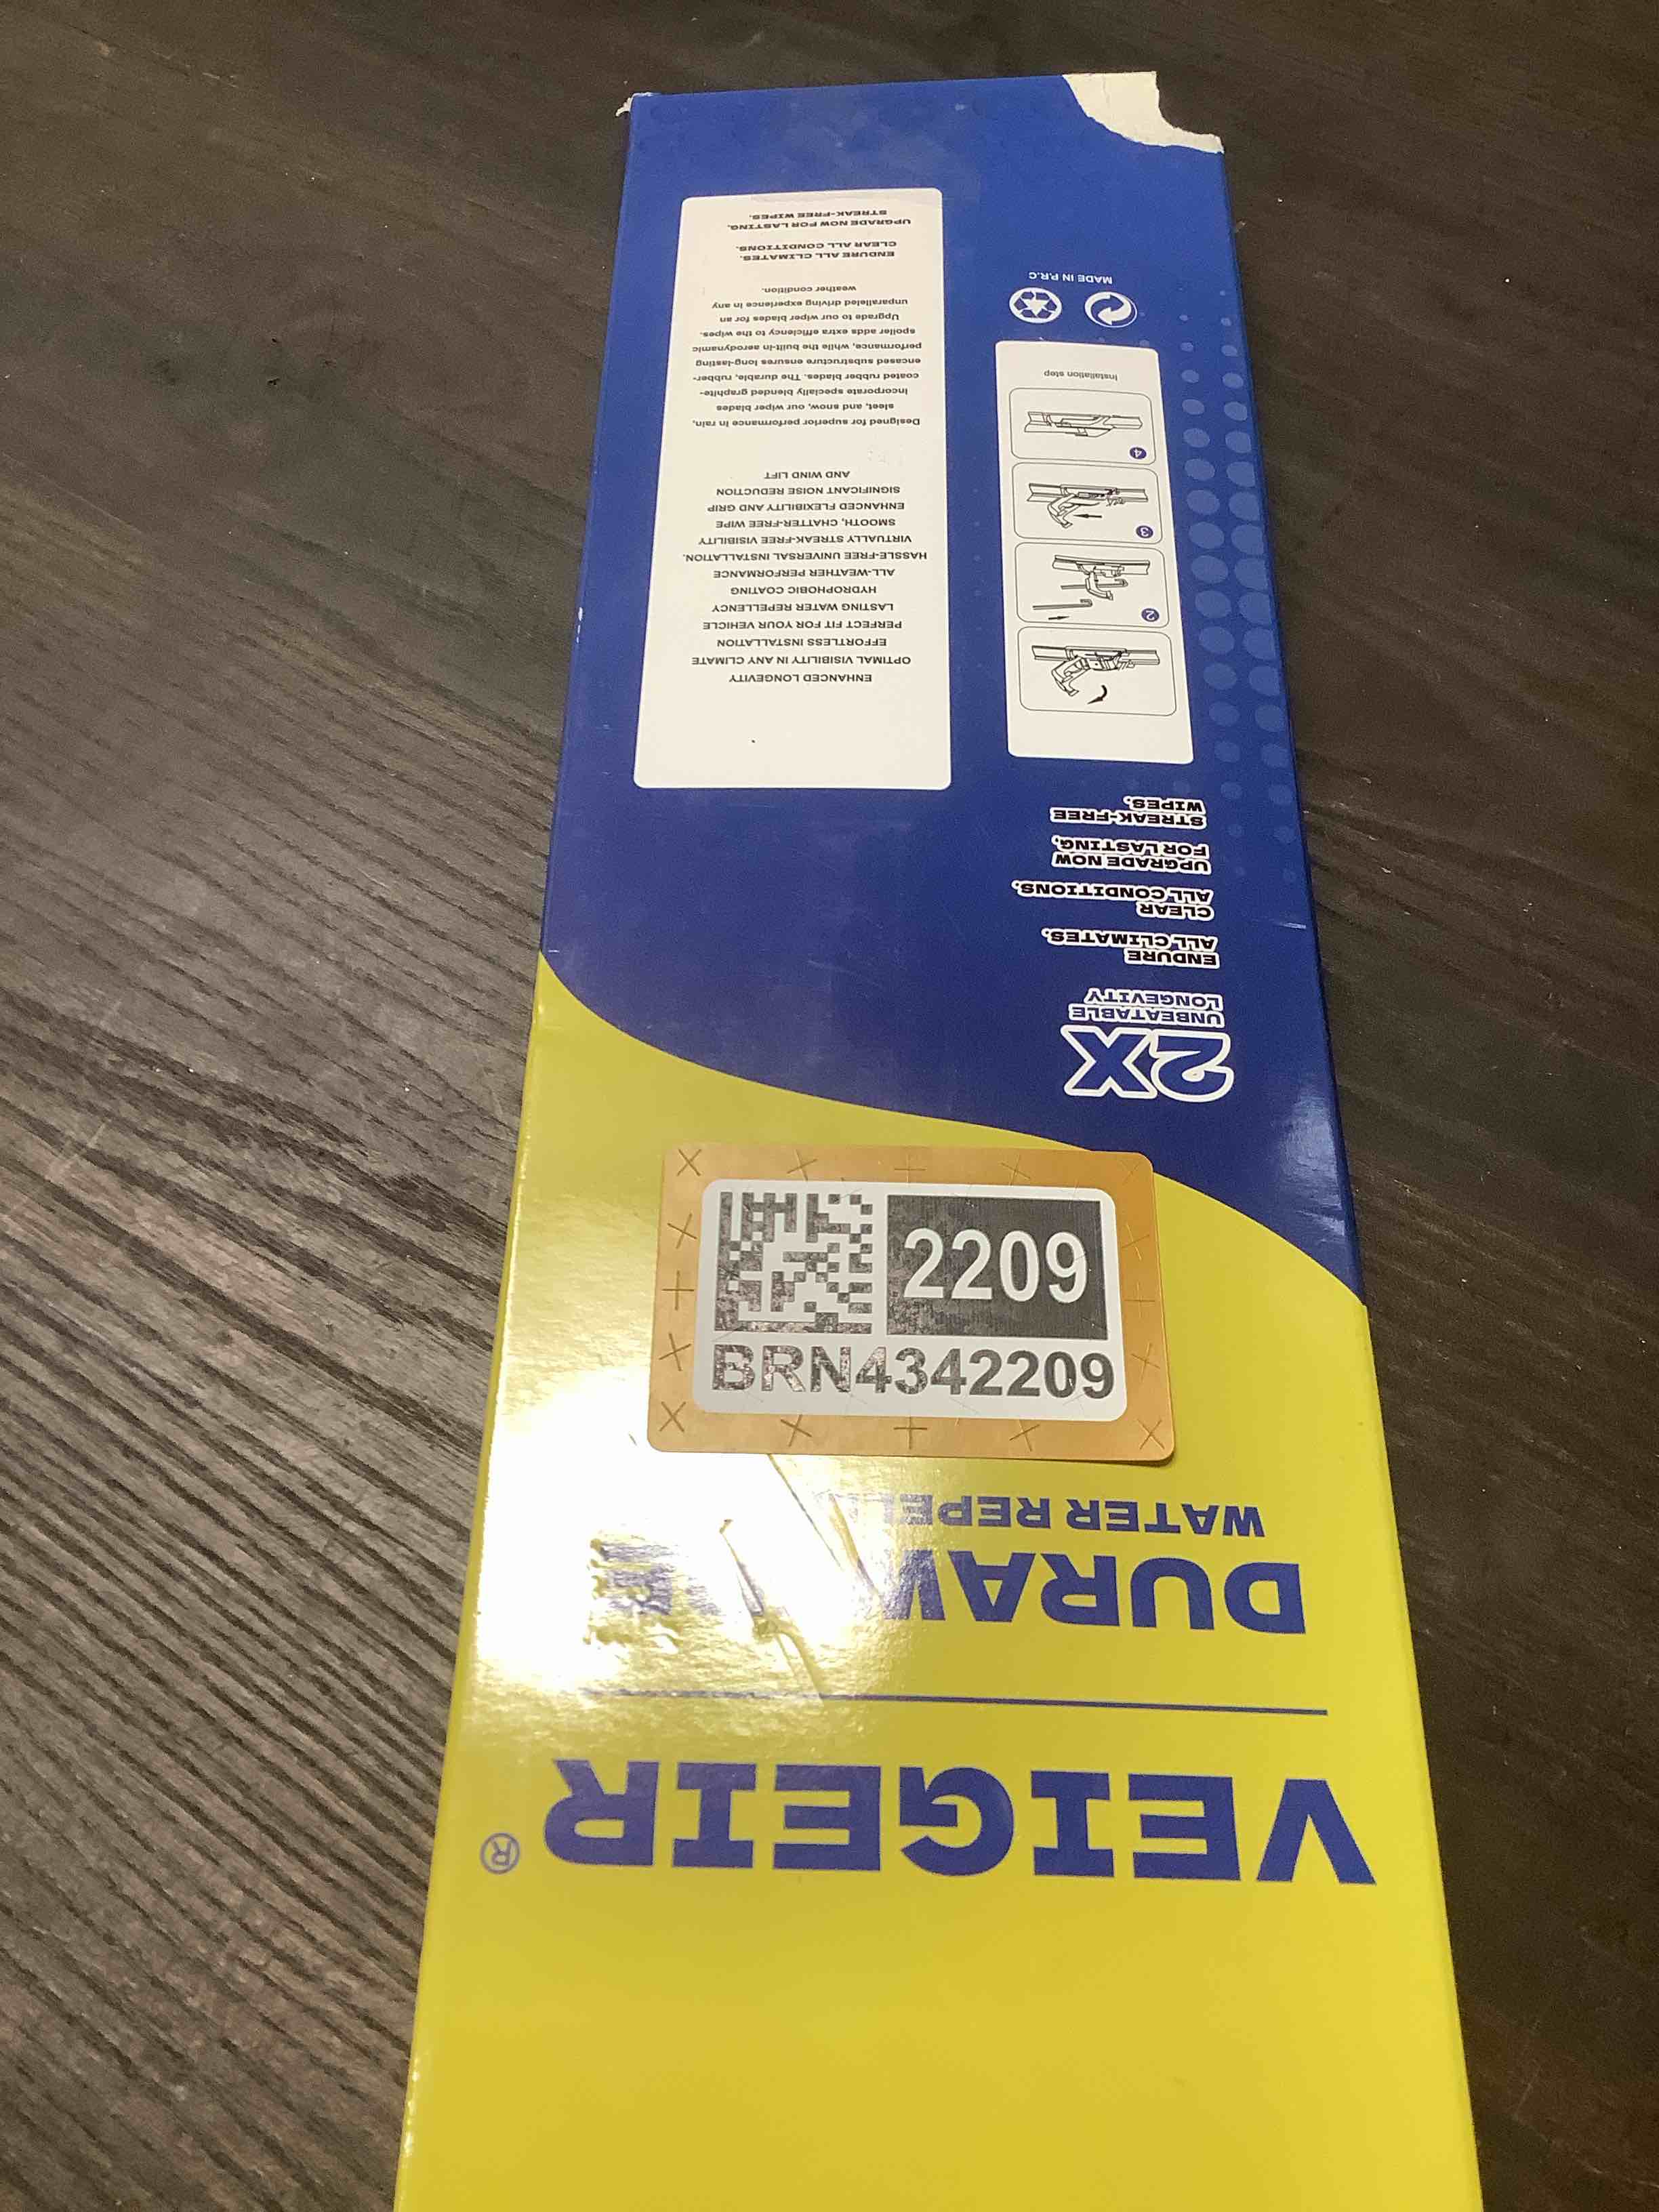 VEIGEIR®
DURAW
WATER REPEL
2209
BRN4342209
2X
UNBEATABLE
LONGEVITY
ENDURE
ALL CLIMATES.
CLEAR
ALL CONDITIONS.
UPGRADE NOW
FOR LASTING,
STREAK-FREE
WIPES.
2
3
4
Installation step
MADE IN P.R.C
ENHANCED LONGEVITY
OPTIMAL VISIBILITY IN ANY CLIMATE
EFFORTLESS INSTALLATION
PERFECT FIT FOR YOUR VEHICLE
LASTING WATER REPELLENCY
HYDROPHOBIC COATING
ALL-WEATHER PERFORMANCE
HASSLE-FREE UNIVERSAL INSTALLATION.
VIRTUALLY STREAK-FREE VISIBILITY
SMOOTH, CHATTER-FREE WIPE
ENHANCED FLEXIBILITY AND GRIP
SIGNIFICANT NOISE REDUCTION
AND WIND LIFT
Designed for superior performance in rain,
sleet, and snow, our wiper blades
incorporate specially blended graphite-
coated rubber blades. The durable, rubber-
encased substructure ensures long-lasting
performance, while the built-in aerodynamic
spoiler adds extra efficiency to the wipes.
Upgrade to our wiper blades for an
unparalleled driving experience in any
weather condition.
ENDURE ALL CLIMATES.
CLEAR ALL CONDITIONS.
UPGRADE NOW FOR LASTING,
STREAK-FREE WIPES.